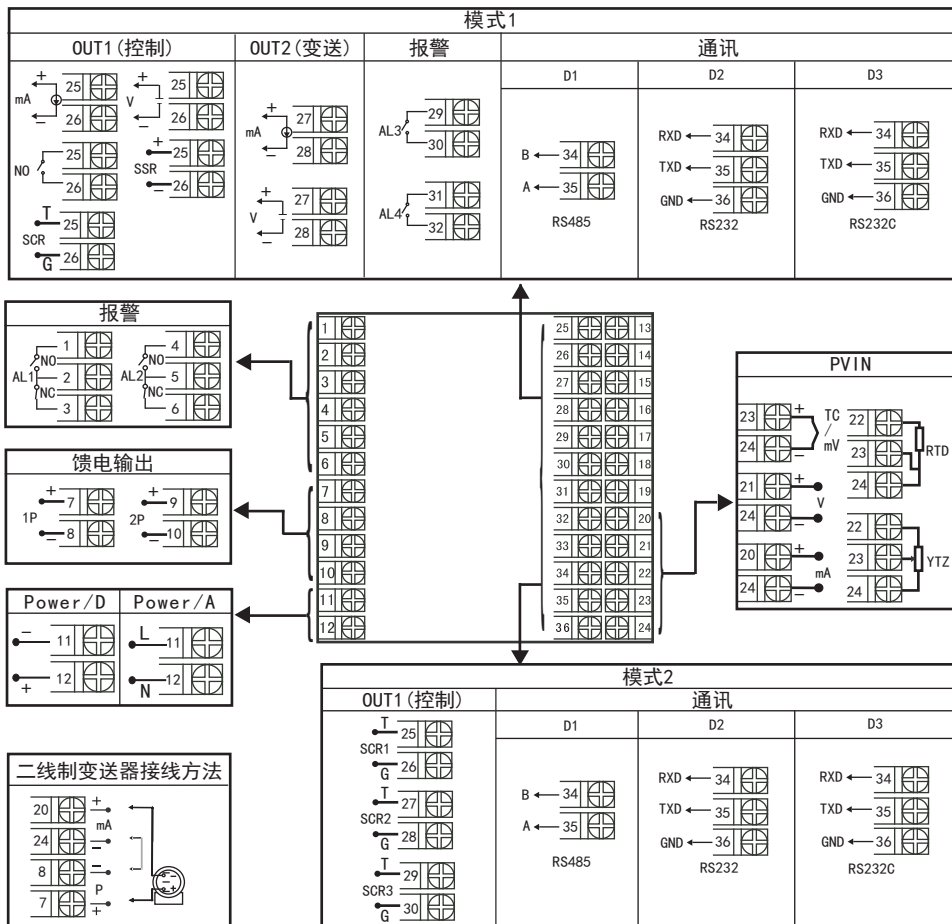 模式1
OUT1(控制) OUT2(变送) 报警 通讯
D1 D2 D3
+ 25 + 25
mA V
− 26 − 26
NO 25 + 25
SSR
26 − 26
T 25
SCR
G 26
+ 27
mA
− 28
+ 27
V
− 28
29
AL3
30
31
AL4
32
B 34
A 35
RS485
RXD 34
TXD 35
GND 36
RS232
RXD 34
TXD 35
GND 36
RS232C
报警
1 4
NO NO
AL1 2 AL2 5
NC NC
3 6
馈电输出
+ 7 + 9
1P 2P
− 8 − 10
Power/D Power/A
− 11 L 11
+ 12 N 12
二线制变送器接线方法
20 +
mA
24 −
8 −
P
7 +
− +
1 25 13
2 26 14
3 27 15
4 28 16
5 29 17
6 30 18
7 31 19
8 32 20
9 33 21
10 34 22
11 35 23
12 36 24
PVIN
23 + TC
/
24 − mV
21 +
V
24 −
20 +
mA
24 −
22
23 RTD
24
22
23 YTZ
24
模式2
OUT1(控制) 通讯
D1 D2 D3
T 25
SCR1
G 26
T 27
SCR2
G 28
T 29
SCR3
G 30
B 34
A 35
RS485
RXD 34
TXD 35
GND 36
RS232
RXD 34
TXD 35
GND 36
RS232C